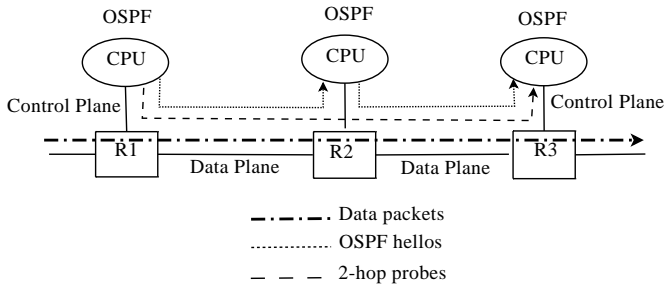 OSPF
OSPF
OSPF
CPU
CPU
CPU
Control Plane
Control Plane
R1
R2
R3
Data Plane
Data Plane
Data packets
OSPF hellos
2-hop probes